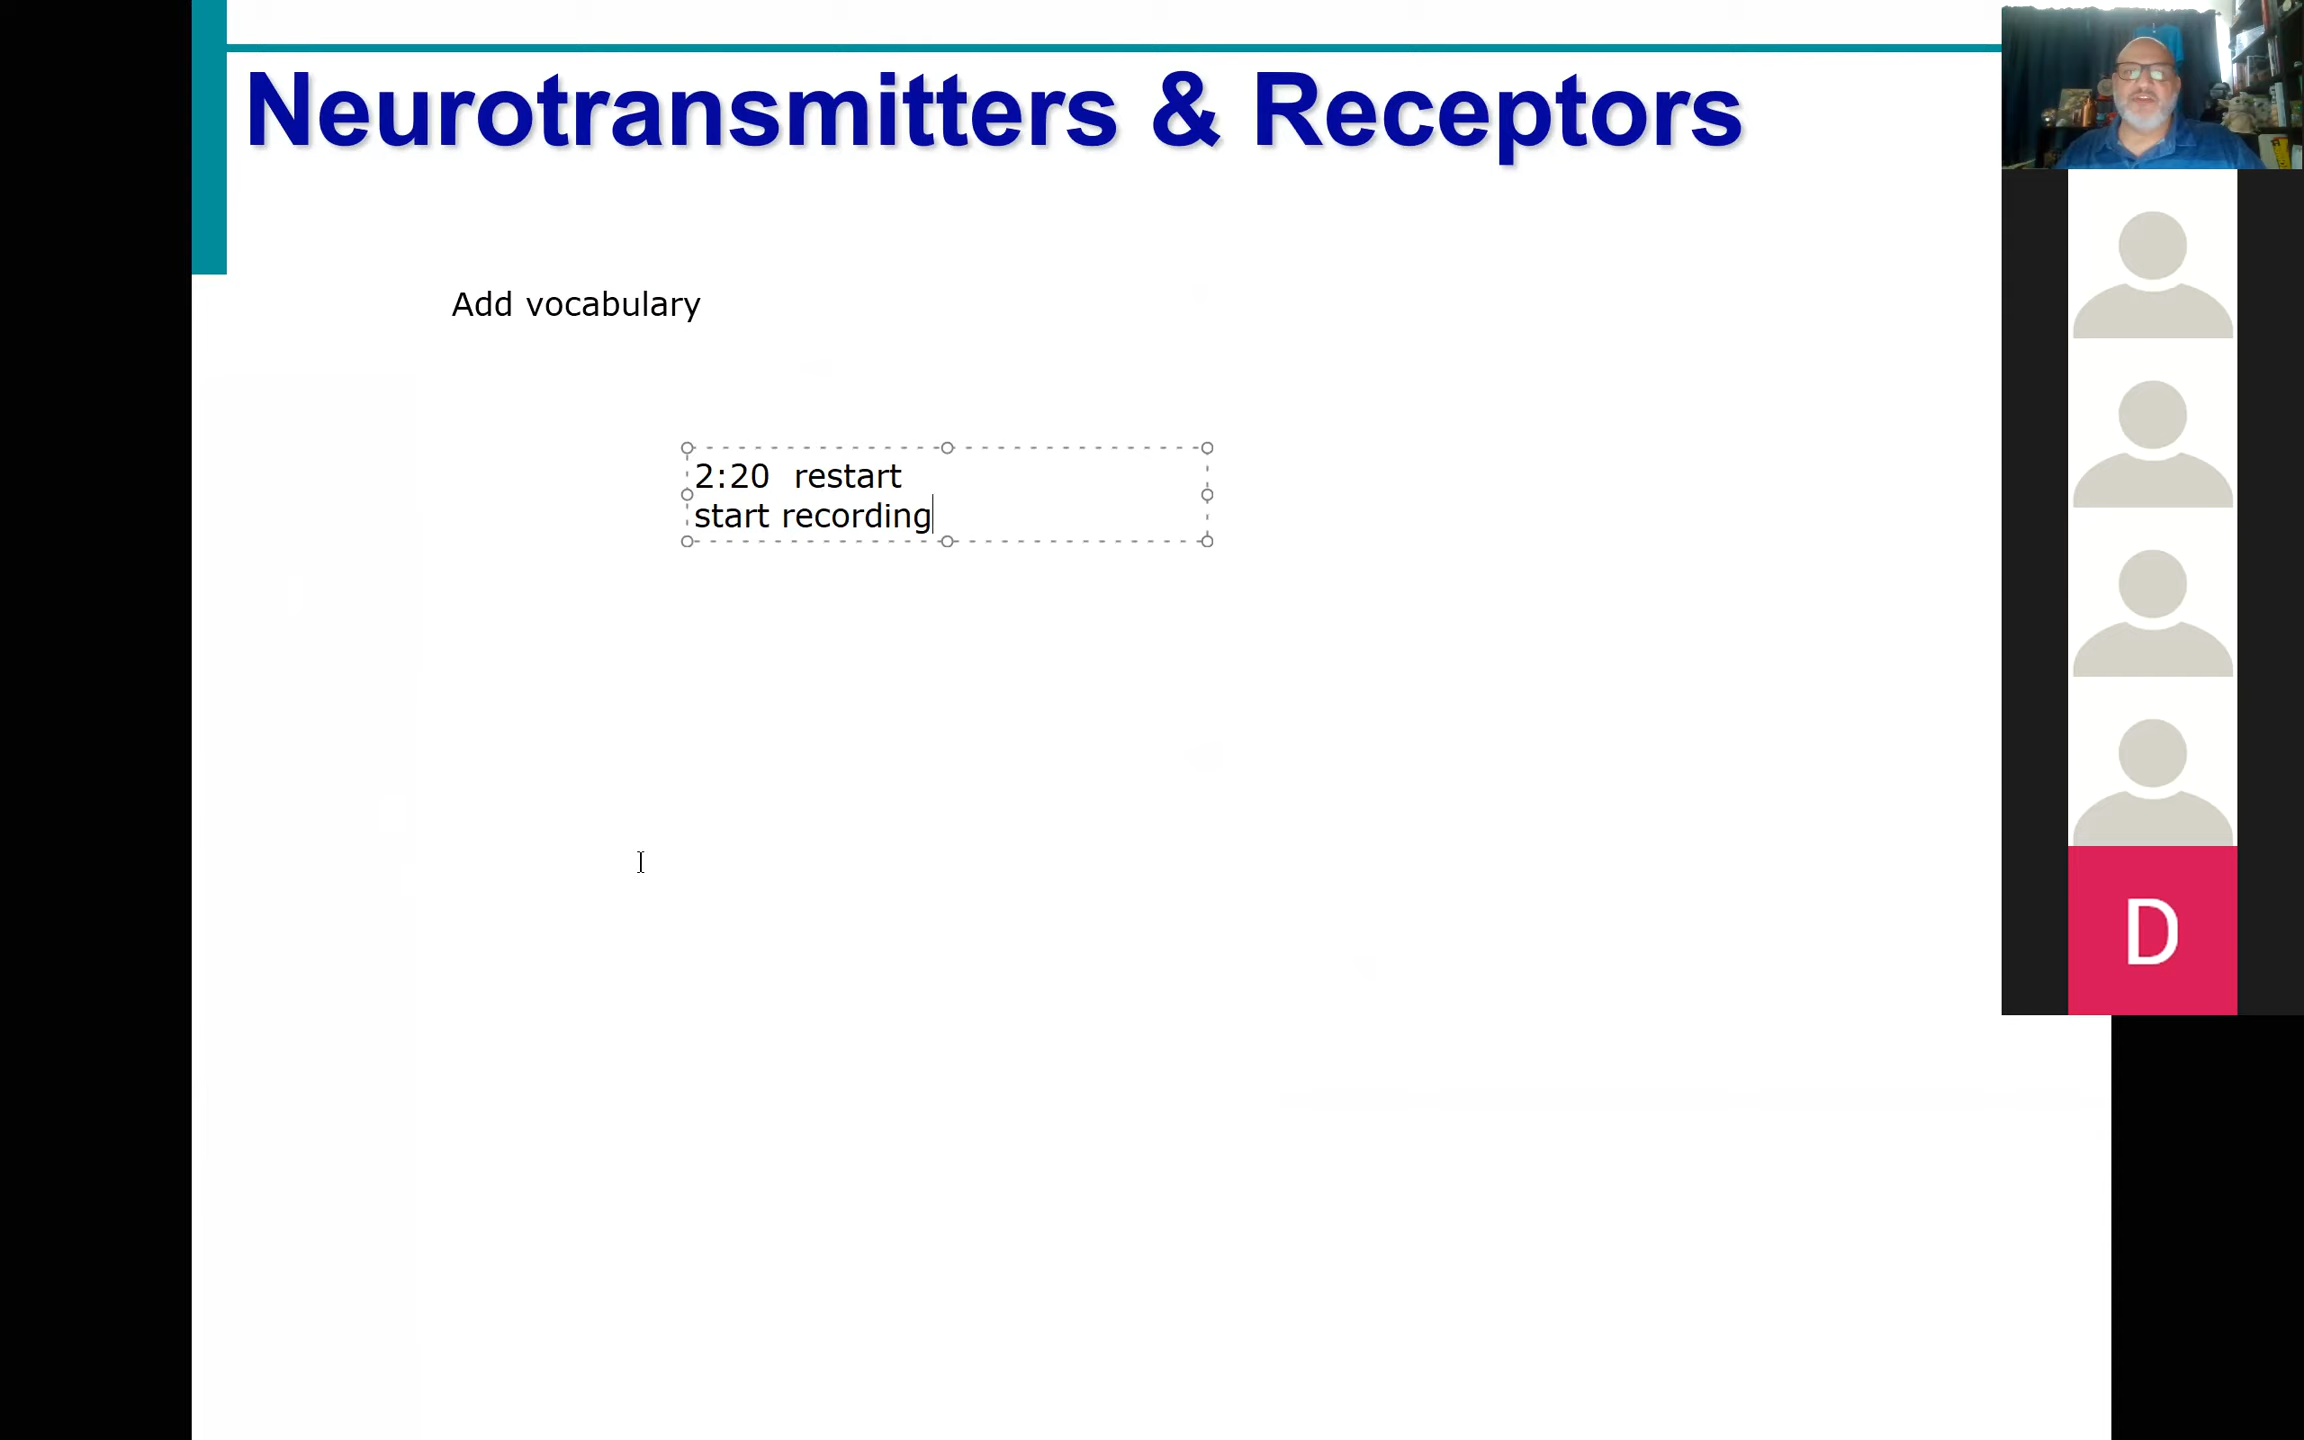 Neurotransmitters & Receptors
Add vocabulary
2:20 restart
start recording
D